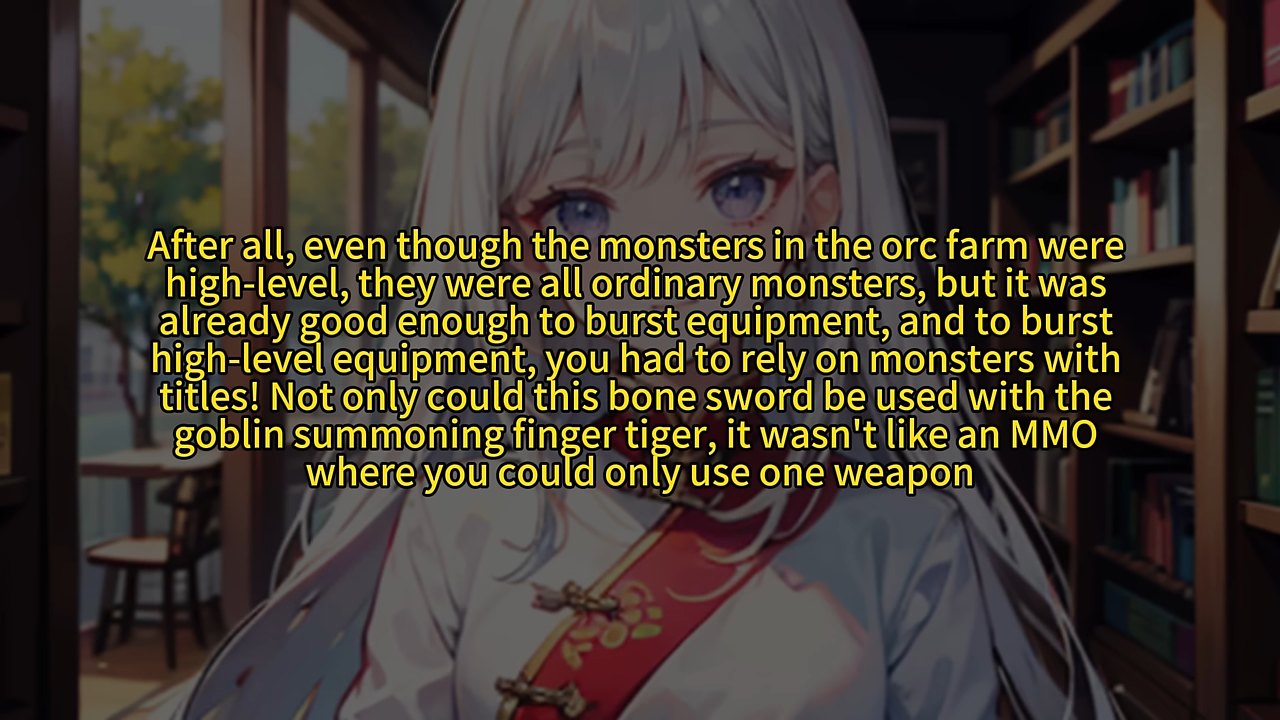 After all, even though the monsters in the orc farm were
high-level, they were all ordinary monsters, but it was
already good enough to burst equipment, and to burst
high-level equipment, you had to rely on monsters with
titles! Not only could this bone sword be used with the
goblin summoning finger tiger, it wasn't like an MMO
where you could only use one weapon